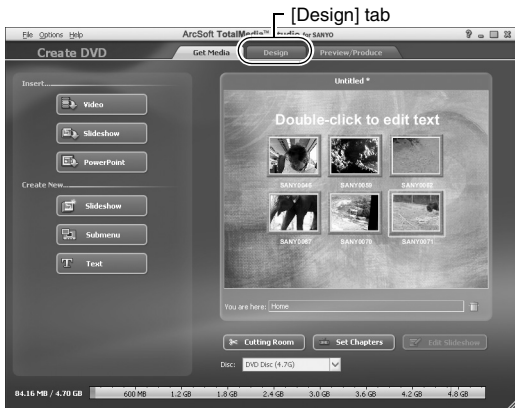 [Design] tab
File Options Help
ArcSoft TotalMedia™ Studio for SANYO
Create DVD
Get Media
Design
Preview/Produce
Insert
Video
Slideshow
PowerPoint
Create New
Slideshow
Submenu
Text
Untitled *
Double-click to edit text
SANY0048 SANY0050 SANY0052
SANY0067 SANY0070 SANY0071
You are here: Home
Cutting Room
Set Chapters
Edit Slideshow
Disc: DVD Disc (4.7G)
84.16 MB / 4.70 GB
600 MB 1.2 GB 1.8 GB 2.4 GB 3.0 GB 3.6 GB 4.2 GB 4.8 GB